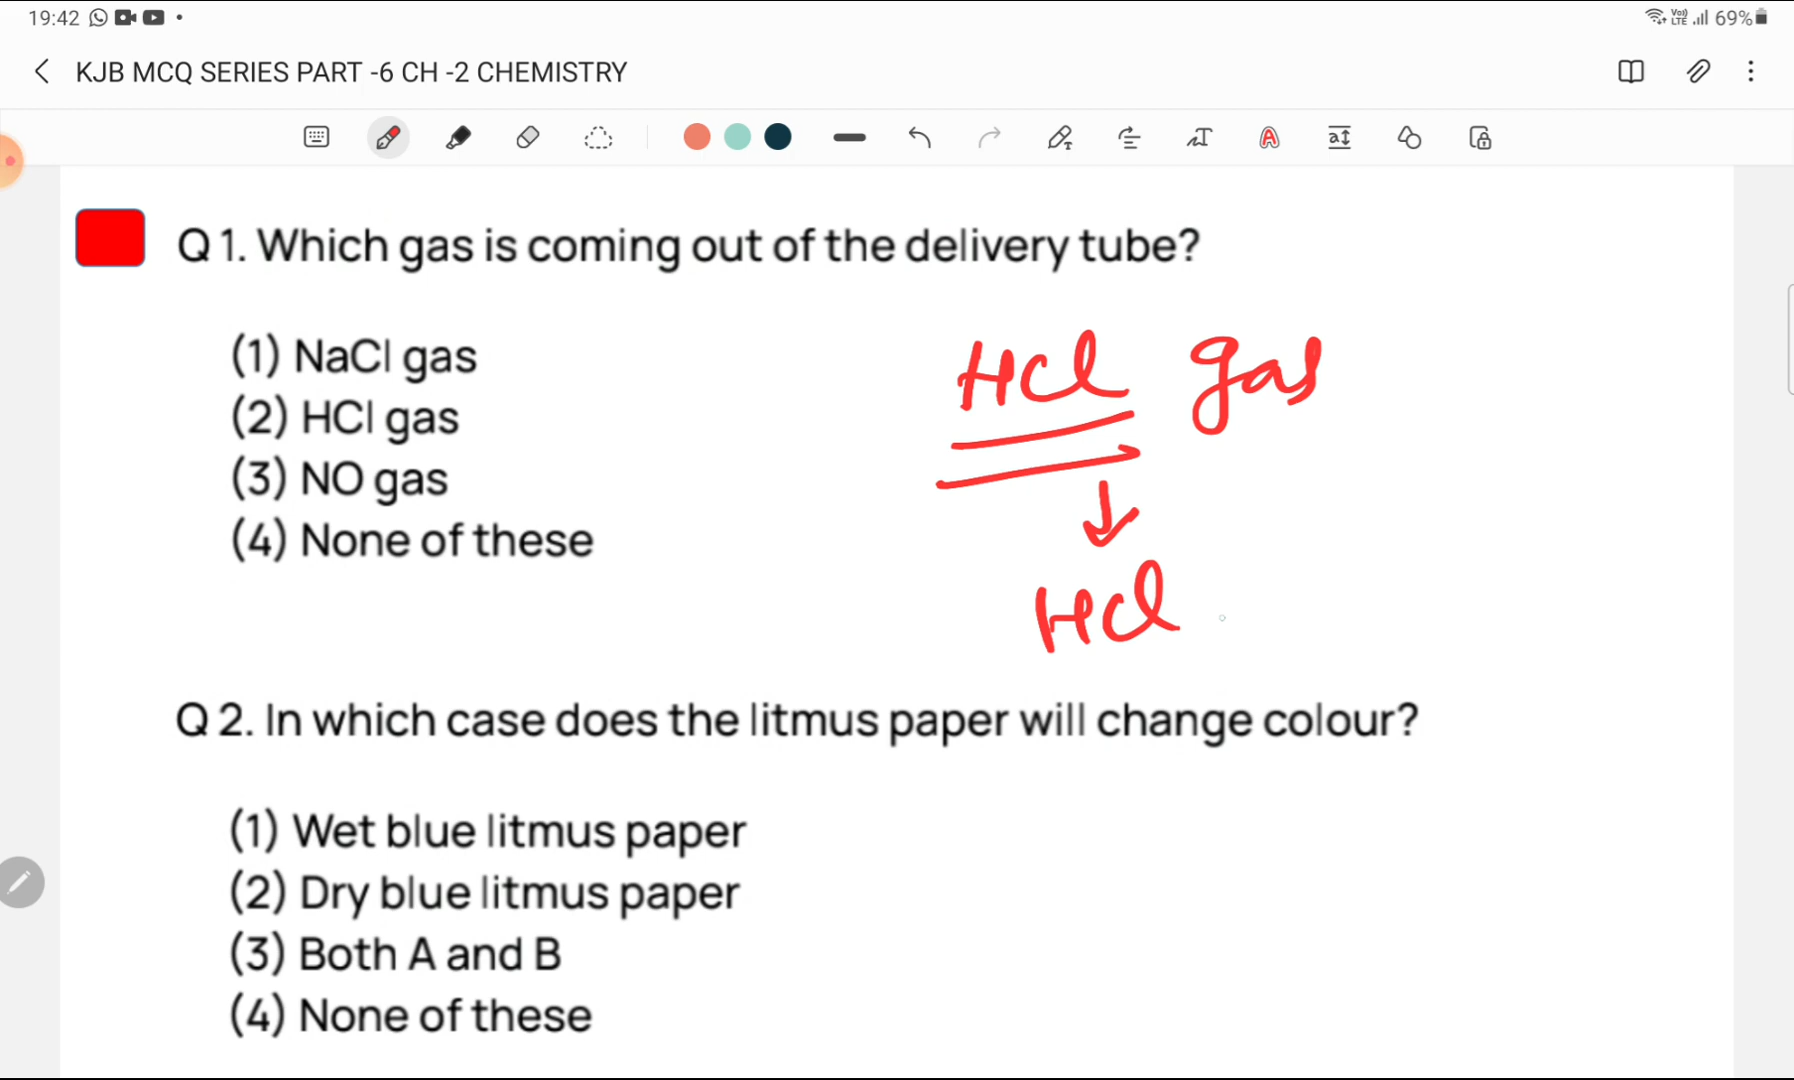 19:42
Vo) LTE 69%
KJB MCQ SERIES PART -6 CH -2 CHEMISTRY
Q 1. Which gas is coming out of the delivery tube?
(1) NaCl gas
(2) HCl gas
(3) NO gas
(4) None of these
HCl gas
HCl
Q 2. In which case does the litmus paper will change colour?
(1) Wet blue litmus paper
(2) Dry blue litmus paper
(3) Both A and B
(4) None of these